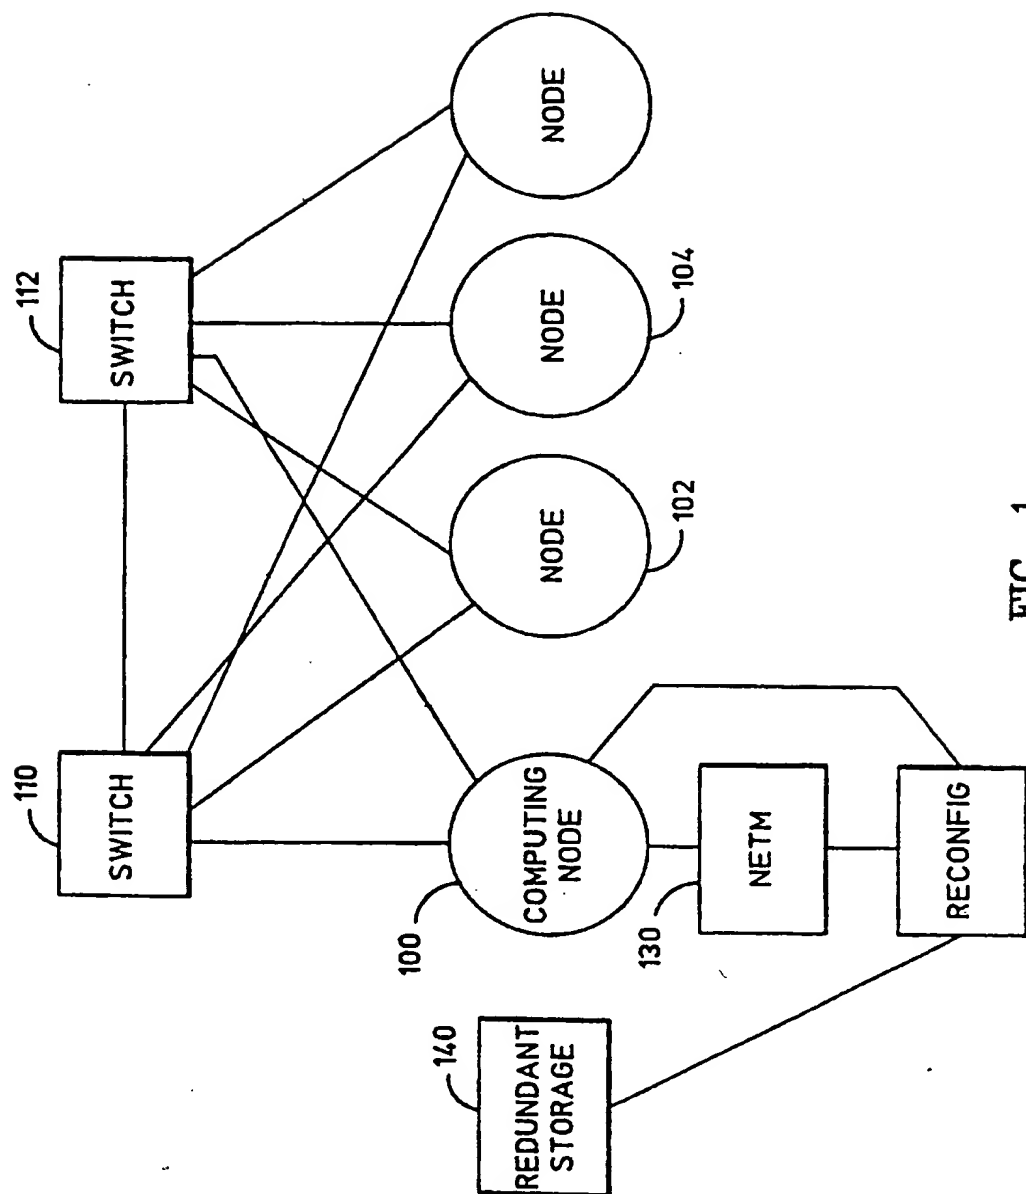 110
112
SWITCH
SWITCH
140
REDUNDANT
STORAGE
100
COMPUTING
NODE
NODE
NODE
NODE
102
104
130
NETM
RECONFIG
FIG. 1